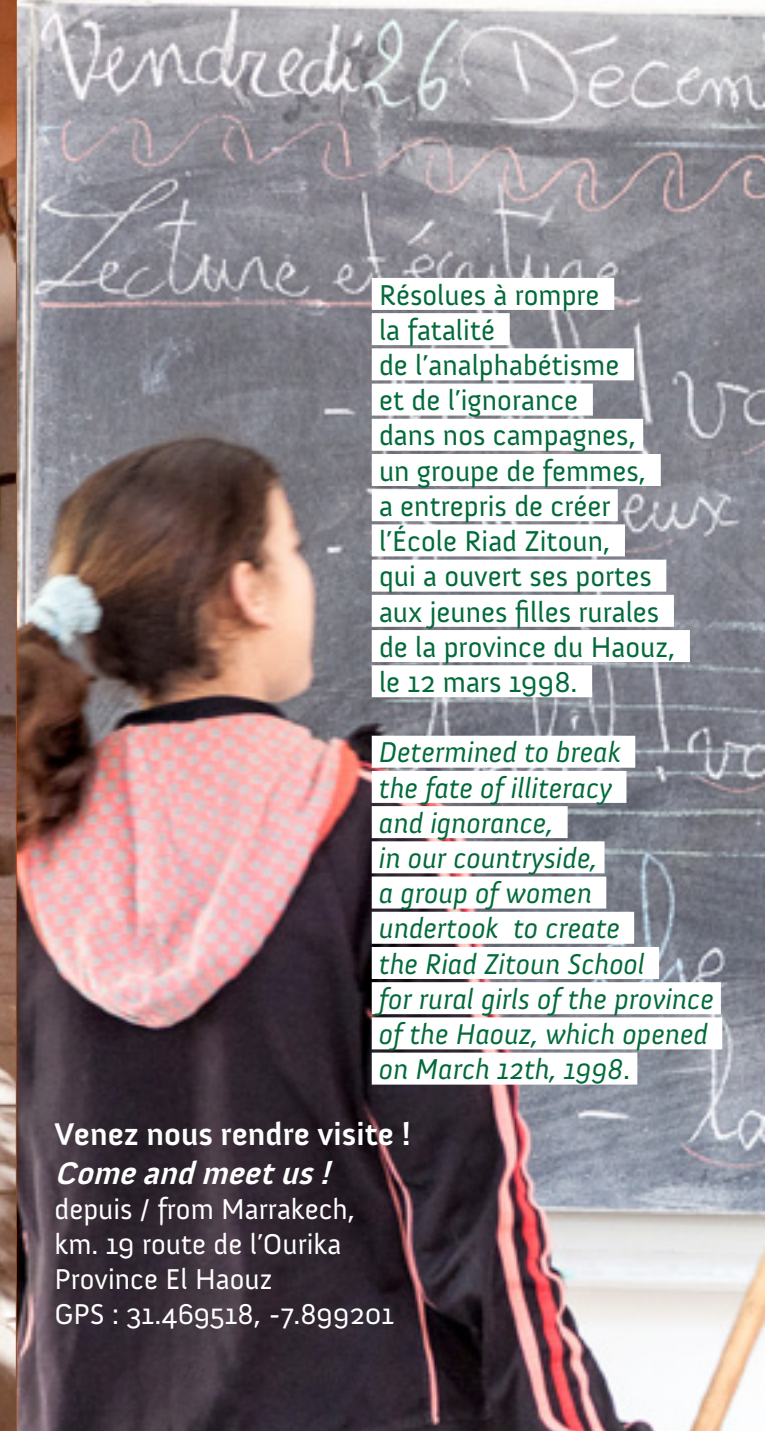 Vendredi 26 Décem
Lecture et écriture
Résolues à rompre
la fatalité
de l'analphabétisme
et de l'ignorance
dans nos campagnes,
un groupe de femmes,
a entrepris de créer
l'École Riad Zitoun,
qui a ouvert ses portes
aux jeunes filles rurales
de la province du Haouz,
le 12 mars 1998.
Determined to break
the fate of illiteracy
and ignorance,
in our countryside,
a group of women
undertook to create
the Riad Zitoun School
for rural girls of the province
of the Haouz, which opened
on March 12th, 1998.
Venez nous rendre visite !
Come and meet us !
depuis / from Marrakech,
km. 19 route de l'Ourika
Province El Haouz
GPS : 31.469518, -7.899201